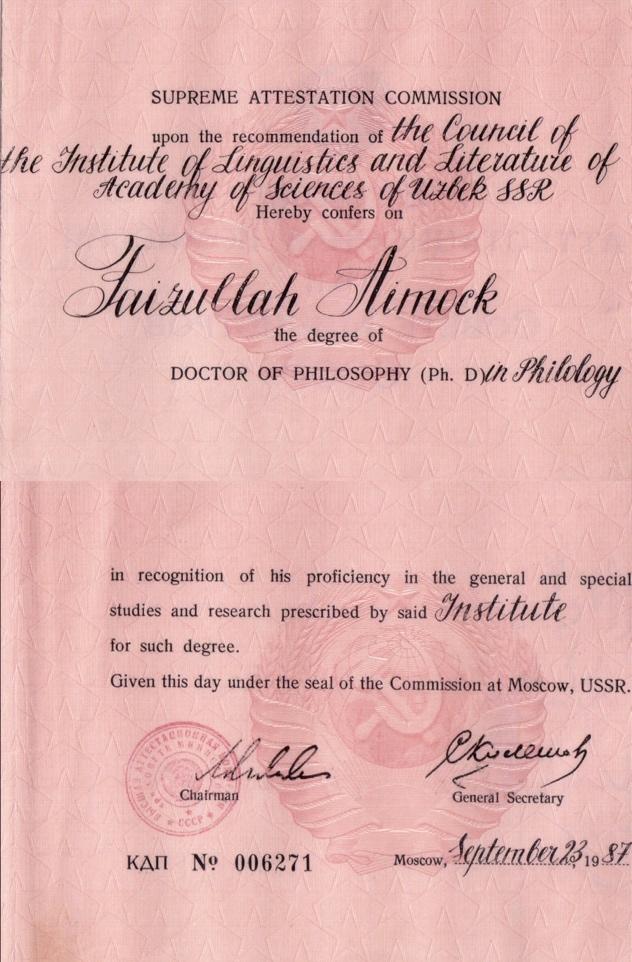 SUPREME ATTESTATION COMMISSION
upon the recommendation of the Council of
the Institute of Linguistics and Literature of
Academy of Sciences of Uzbek SSR
Hereby confers on
Faizullah Aimock
the degree of
DOCTOR OF PHILOSOPHY (Ph. D) in Philology
in recognition of his proficiency in the general and special
studies and research prescribed by said Institute
for such degree.
Given this day under the seal of the Commission at Moscow, USSR.
ВЫСШАЯ АТТЕСТАЦИОННАЯ
СССР
Chairman
General Secretary
КДП № 006271
Moscow, September 23, 1987